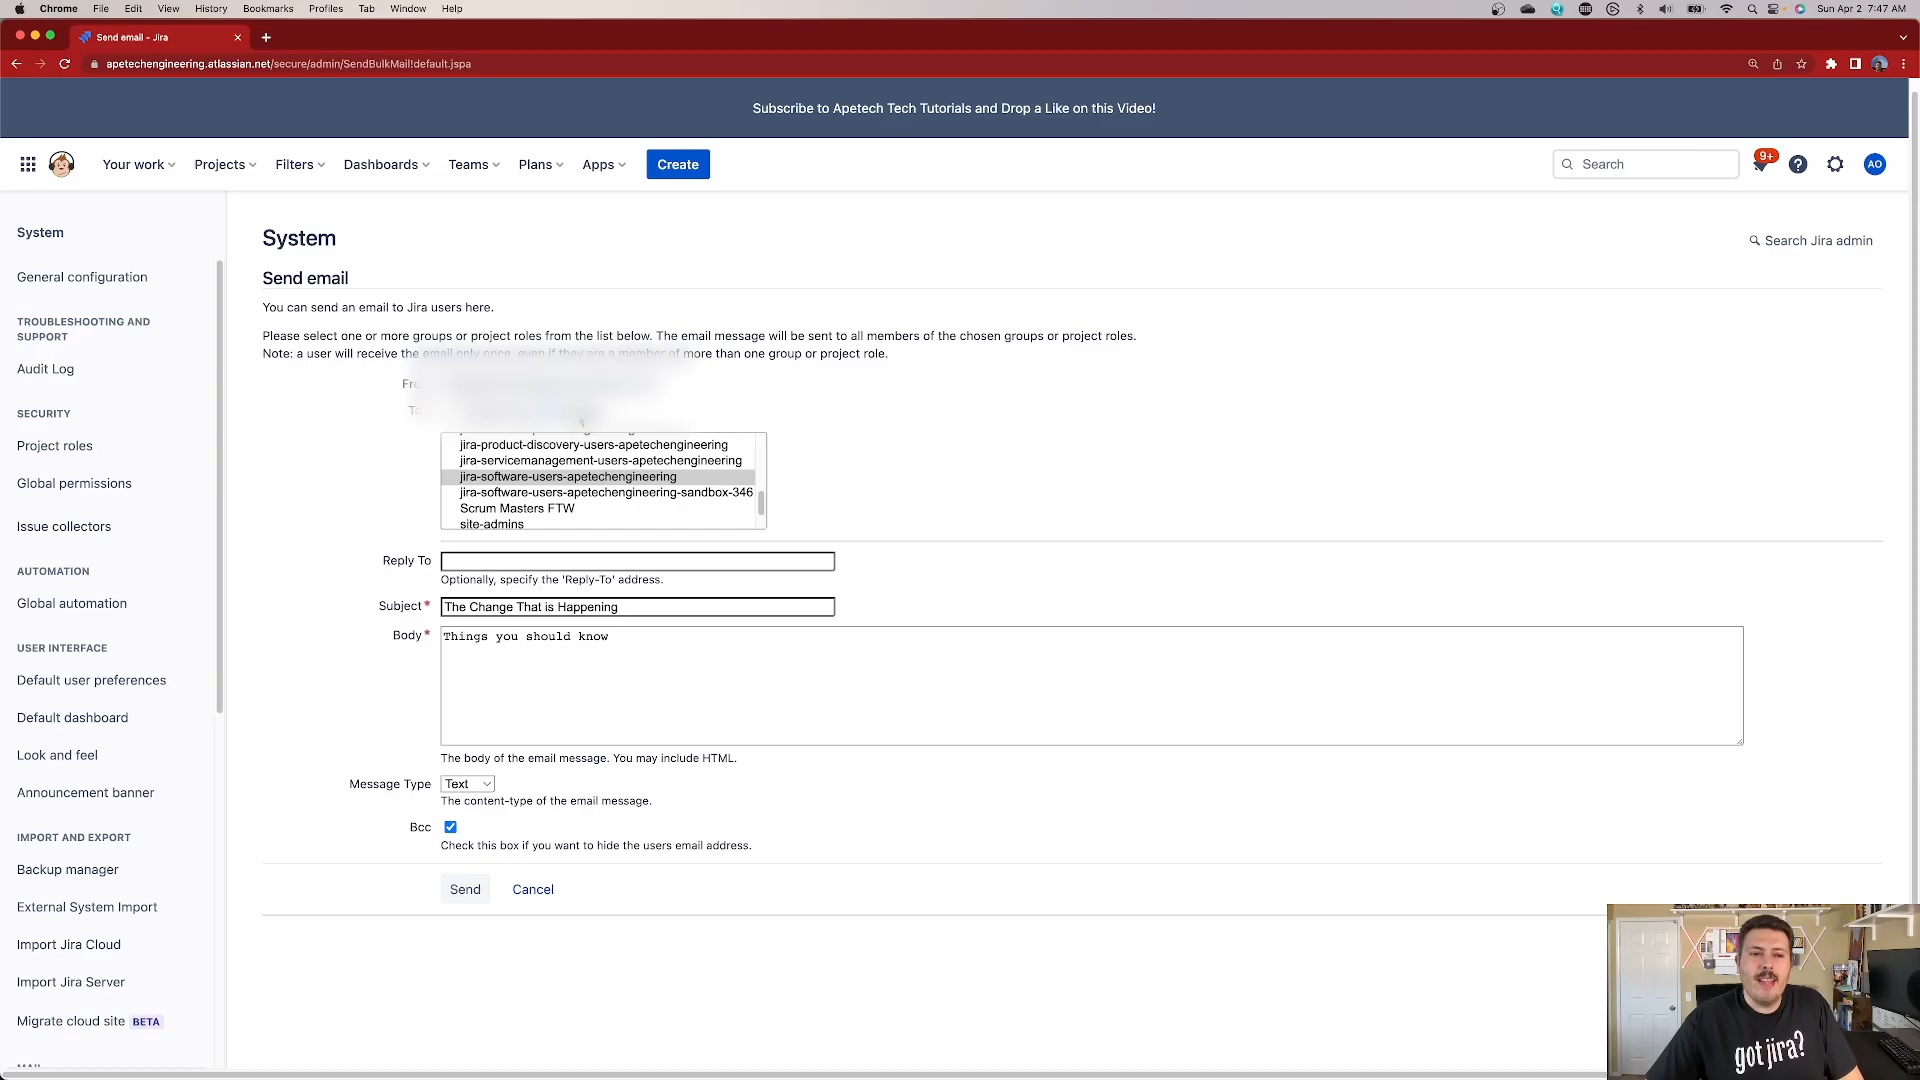 Chrome File Edit View History Bookmarks Profiles Tab Window Help Sun Apr 2 7:47 AM
Send email - Jira
apetechengineering.atlassian.net/secure/admin/SendBulkMail!default.jspa
Subscribe to Apetech Tech Tutorials and Drop a Like on this Video!
Your work Projects Filters Dashboards Teams Plans Apps Create Search 9+ AO
System
General configuration
TROUBLESHOOTING AND
SUPPORT
Audit Log
SECURITY
Project roles
Global permissions
Issue collectors
AUTOMATION
Global automation
USER INTERFACE
Default user preferences
Default dashboard
Look and feel
Announcement banner
IMPORT AND EXPORT
Backup manager
External System Import
Import Jira Cloud
Import Jira Server
Migrate cloud site BETA
MAIL
System
Search Jira admin
Send email
You can send an email to Jira users here.
Please select one or more groups or project roles from the list below. The email message will be sent to all members of the chosen groups or project roles.
Note: a user will receive the email only once, even if they are a member of more than one group or project role.
jira-product-discovery-users-apetechengineering
jira-servicemanagement-users-apetechengineering
jira-software-users-apetechengineering
jira-software-users-apetechengineering-sandbox-346
Scrum Masters FTW
site-admins
Reply To
Optionally, specify the 'Reply-To' address.
Subject* The Change That is Happening
Body* Things you should know
The body of the email message. You may include HTML.
Message Type Text
The content-type of the email message.
Bcc
Check this box if you want to hide the users email address.
Send Cancel
got jira?